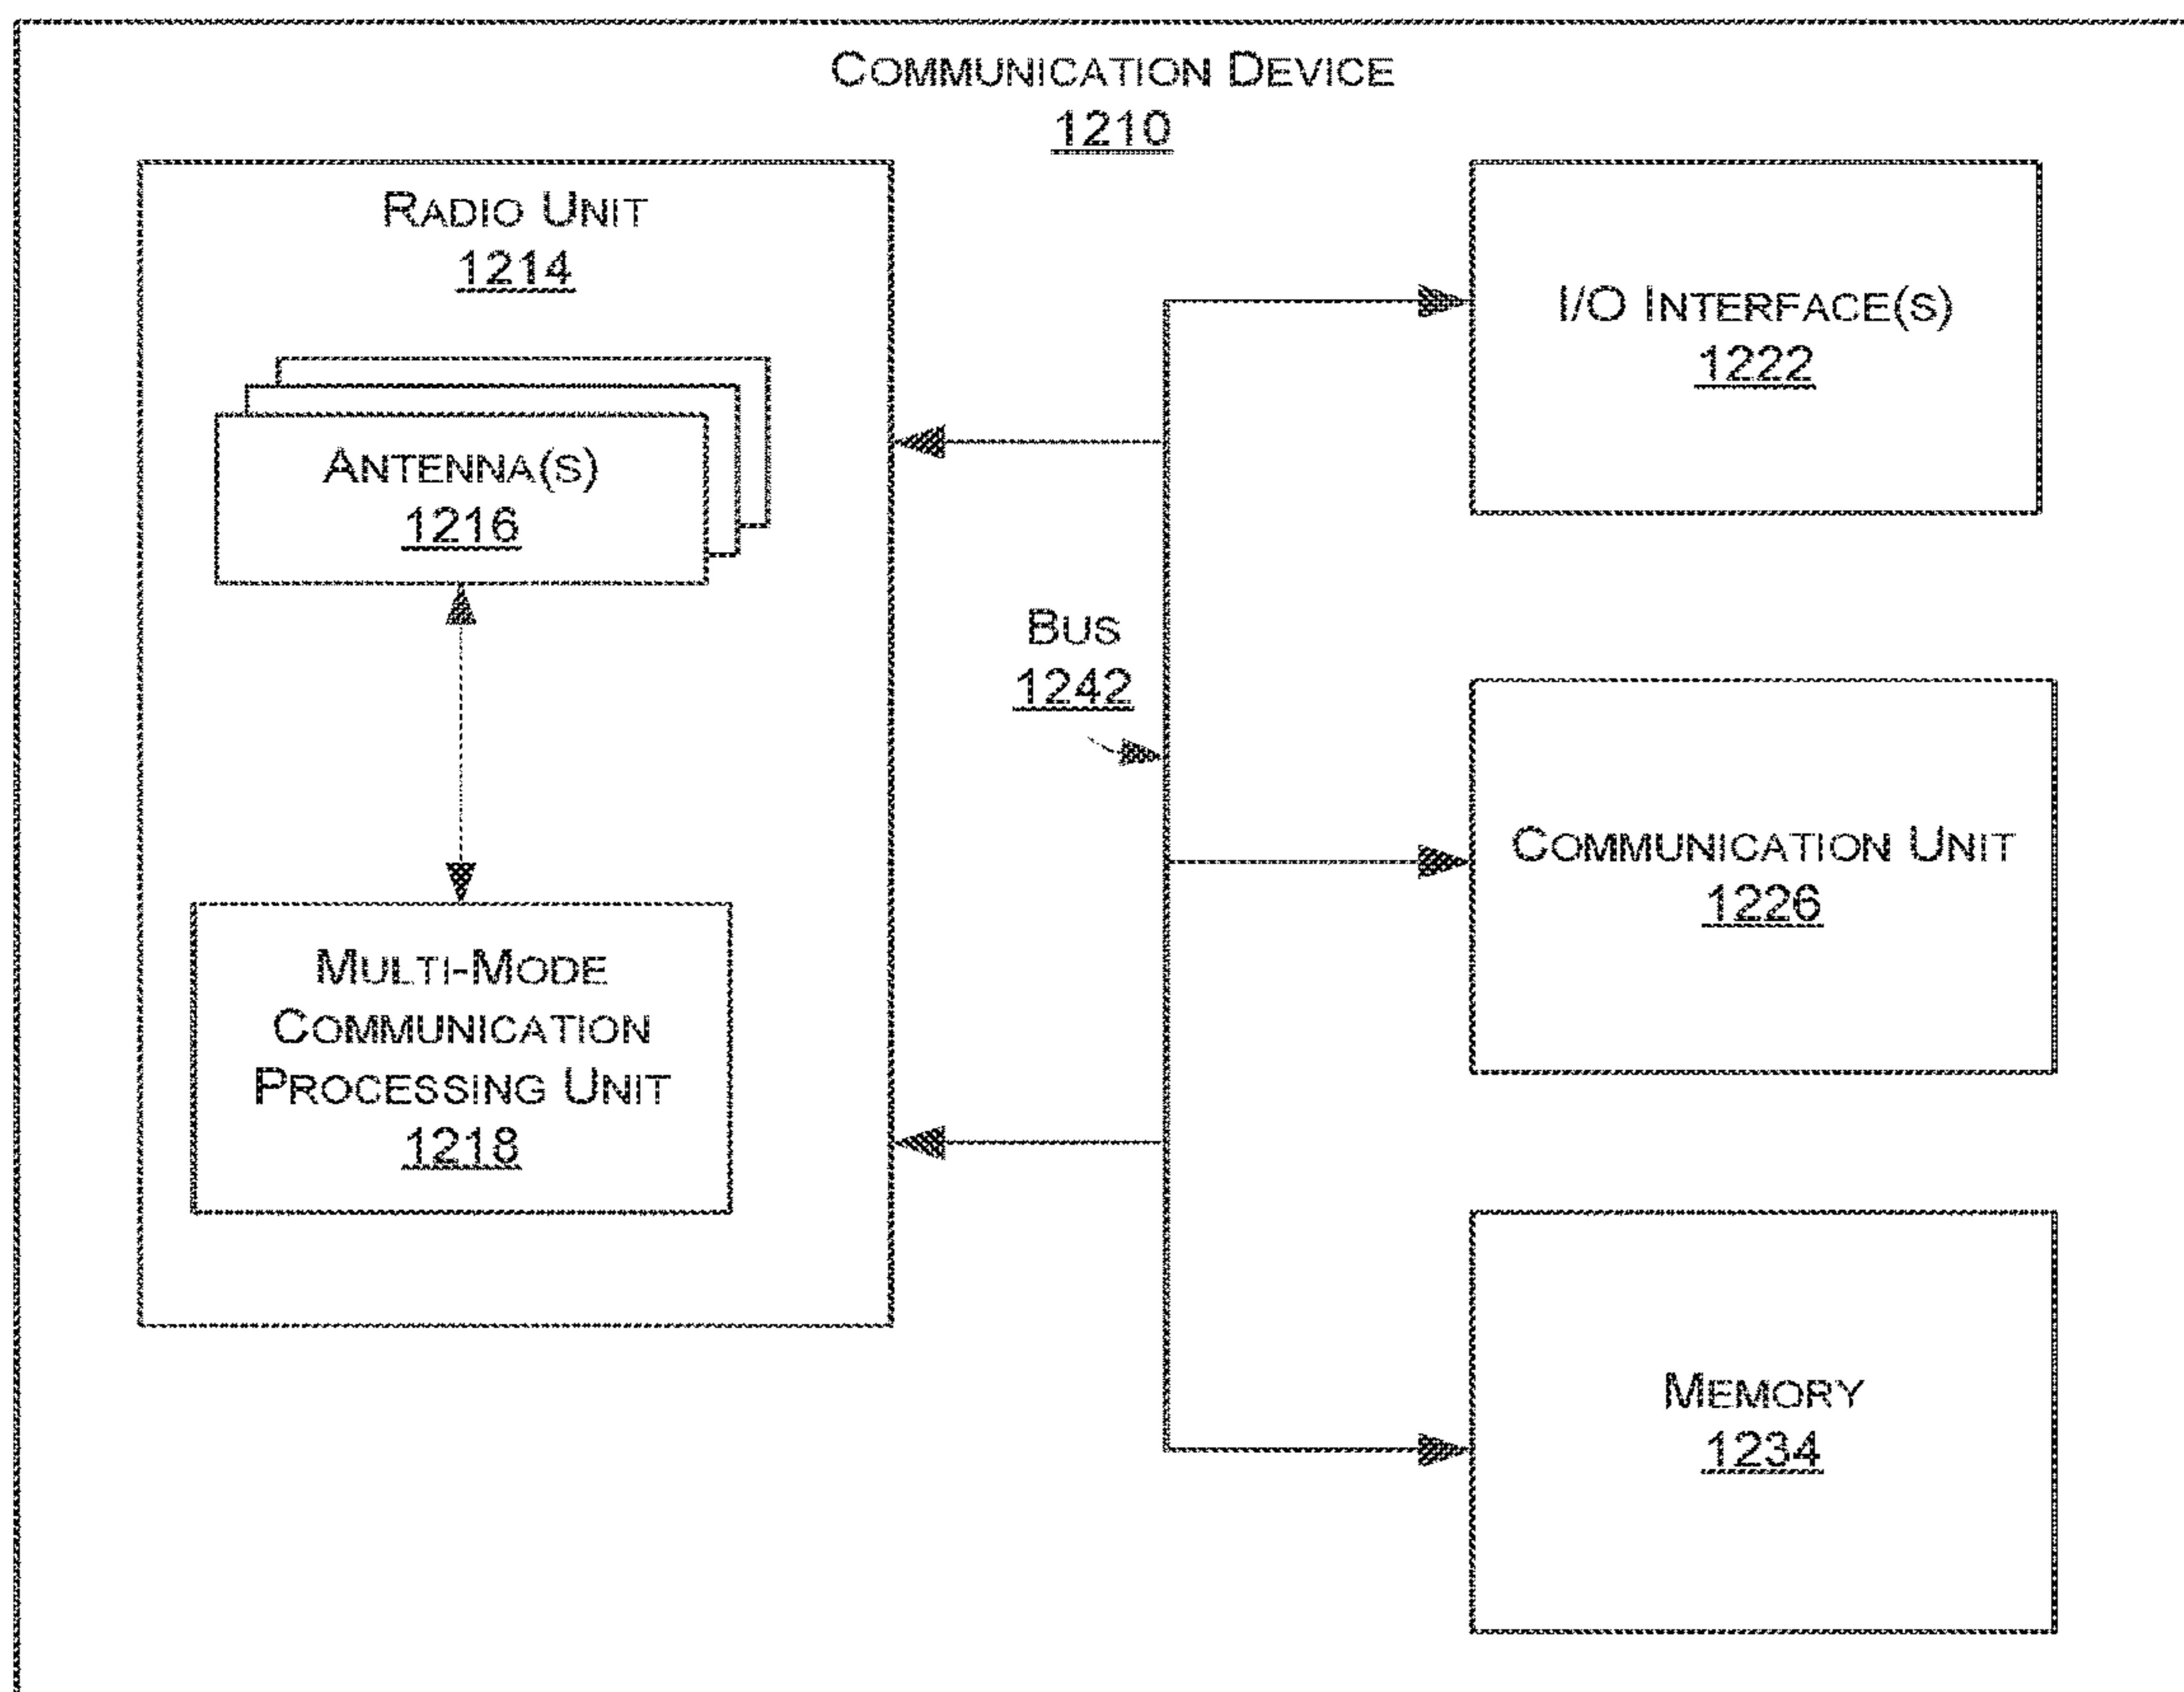 COMMUNICATION DEVICE
1210
RADIO UNIT
1214
ANTENNA(S)
1216
MULTI-MODE
COMMUNICATION
PROCESSING UNIT
1218
BUS
1242
I/O INTERFACE(S)
1222
COMMUNICATION UNIT
1226
MEMORY
1234